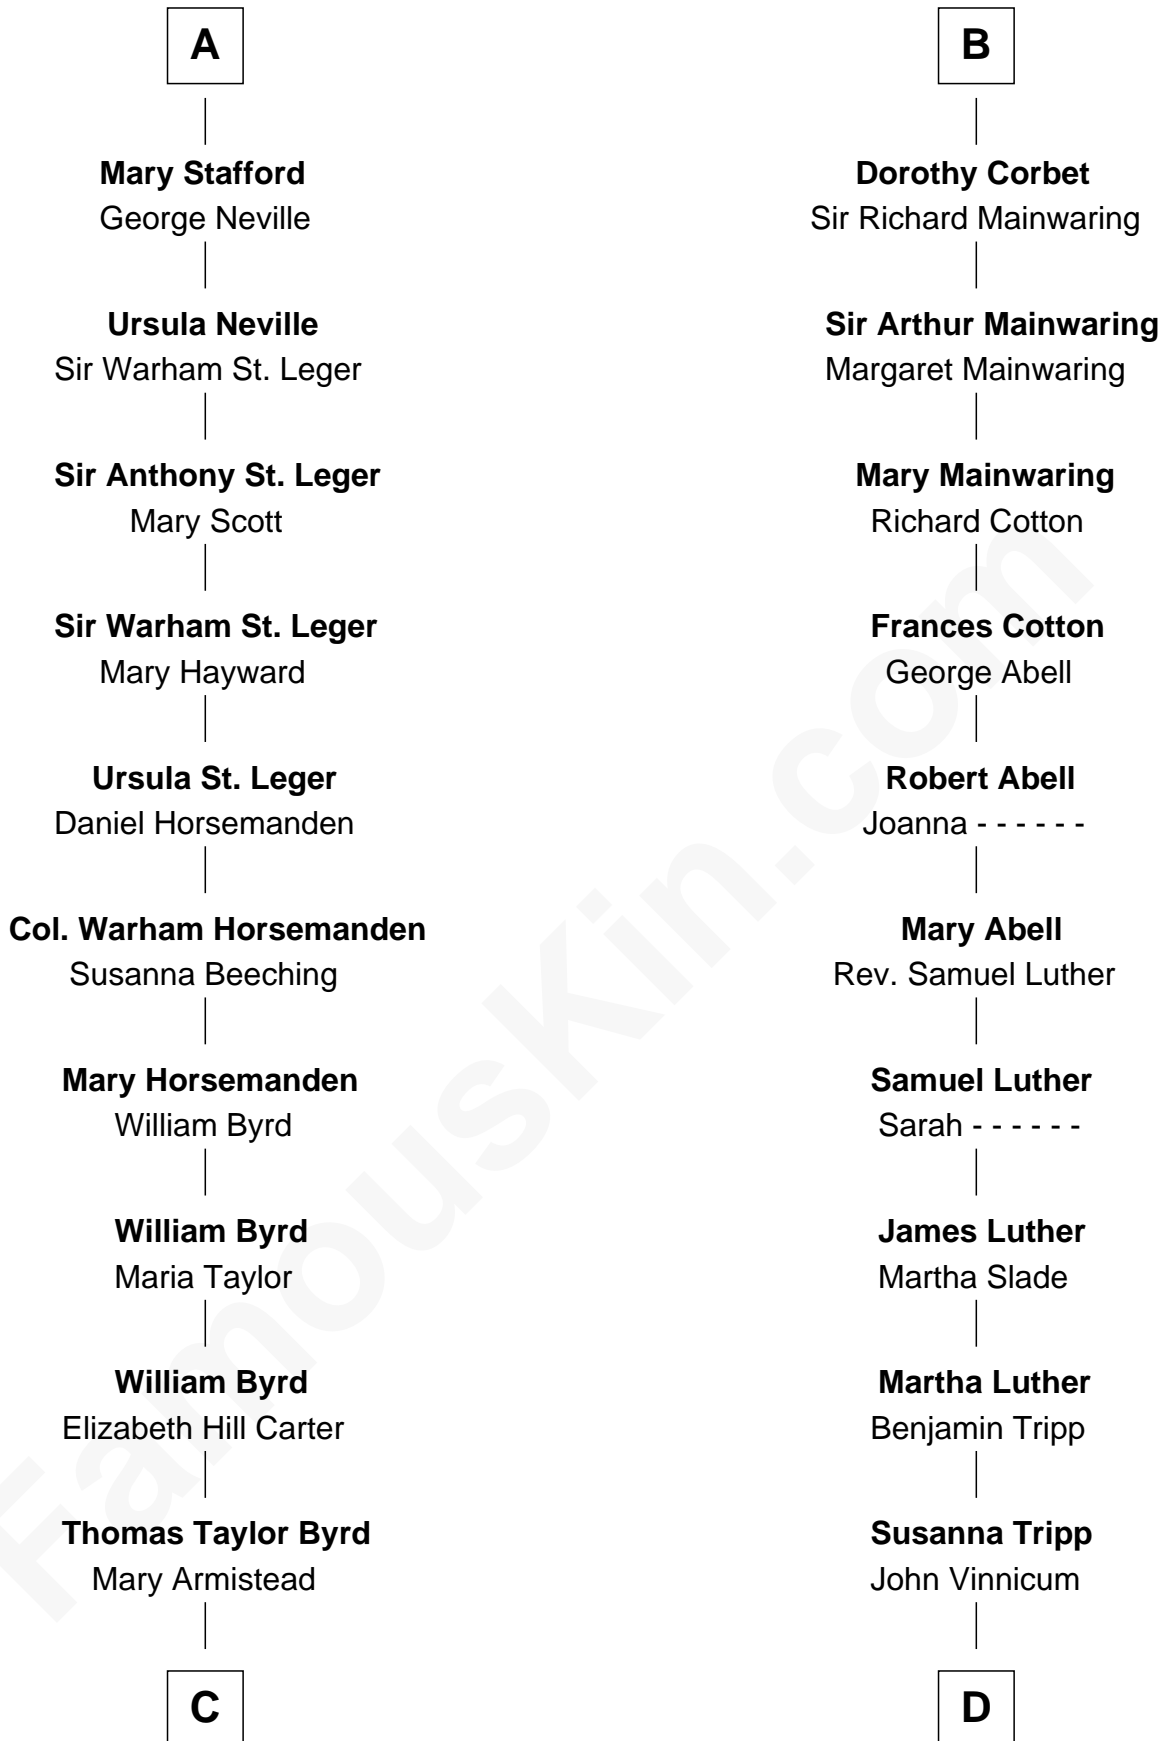 A
Mary Stafford
George Neville
Ursula Neville
Sir Warham St. Leger
Sir Anthony St. Leger
Mary Scott
Sir Warham St. Leger
Mary Hayward
Ursula St. Leger
Daniel Horsemanden
Col. Warham Horsemanden
Susanna Beeching
Mary Horsemanden
William Byrd
William Byrd
Maria Taylor
William Byrd
Elizabeth Hill Carter
Thomas Taylor Byrd
Mary Armistead
C
B
Dorothy Corbet
Sir Richard Mainwaring
Sir Arthur Mainwaring
Margaret Mainwaring
Mary Mainwaring
Richard Cotton
Frances Cotton
George Abell
Robert Abell
Joanna - - - - - -
Mary Abell
Rev. Samuel Luther
Samuel Luther
Sarah - - - - - -
James Luther
Martha Slade
Martha Luther
Benjamin Tripp
Susanna Tripp
John Vinnicum
D
FamousKin.com